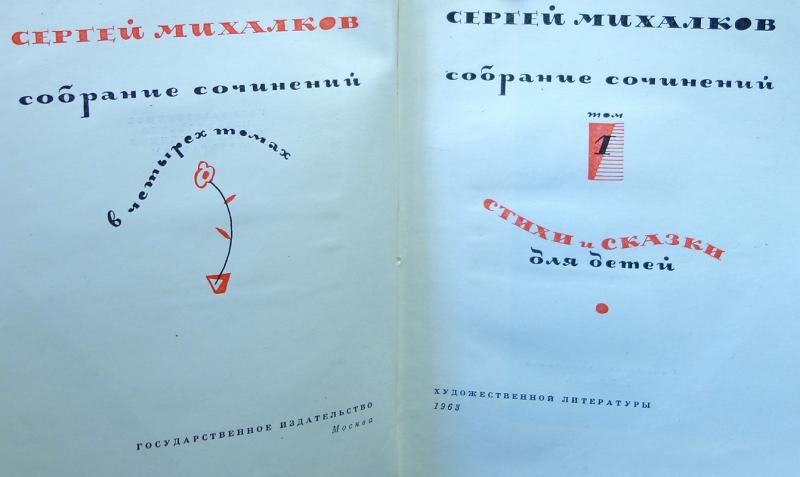 СЕРГЕЙ МИХАЛКОВ
собрание сочинений
в четырех томах
ГОСУДАРСТВЕННОЕ ИЗДАТЕЛЬСТВО
Москва
СЕРГЕЙ МИХАЛКОВ
собрание сочинений
том
1
СТИХИ и СКАЗКИ
для детей
ХУДОЖЕСТВЕННОЙ ЛИТЕРАТУРЫ
1963